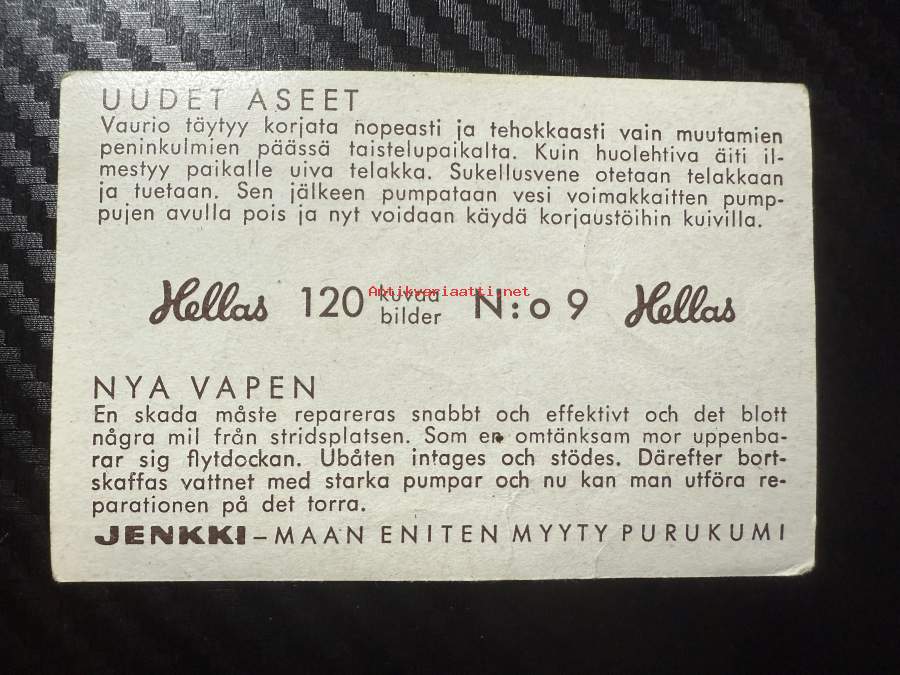 UUDET ASEET
Vaurio täytyy korjata nopeasti ja tehokkaasti vain muutamien
peninkulmien päässä taistelupaikalta. Kuin huolehtiva äiti il-
mestyy paikalle uiva telakka. Sukellusvene otetaan telakkaan
ja tuetaan. Sen jälkeen pumpataan vesi voimakkaitten pump-
pujen avulla pois ja nyt voidaan käydä korjaustöihin kuivilla.
Hellas 120 kuvaa bilder N:o 9 Hellas
Antikvariaatti.net
NYA VAPEN
En skada måste repareras snabbt och effektivt och det blott
några mil från stridsplatsen. Som en omtänksam mor uppenba-
rar sig flytdockan. Ubåten intages och stödes. Därefter bort-
skaffas vattnet med starka pumpar och nu kan man utföra re-
parationen på det torra.
JENKKI – MAAN ENITEN MYYTY PURUKUMI